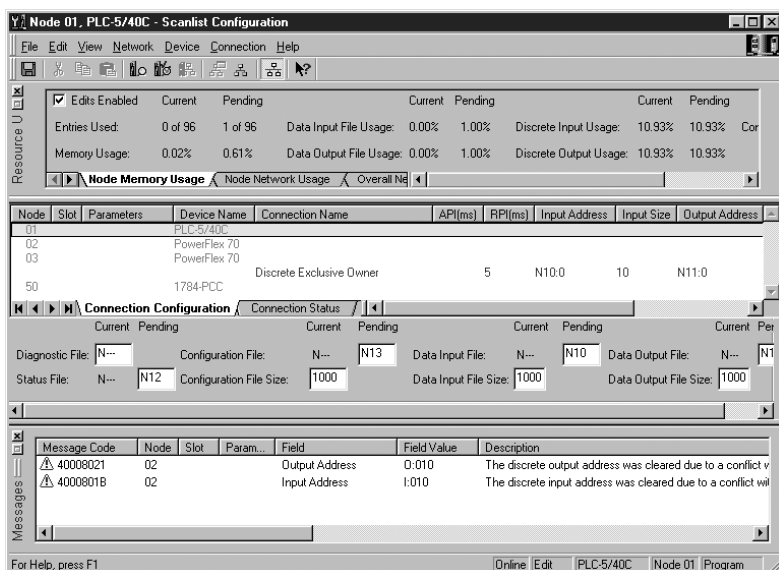 Node 01, PLC-5/40C - Scanlist Configuration
File Edit View Network Device Connection Help
Resource U
Edits Enabled Current Pending Current Pending Current Pending
Entries Used: 0 of 96 1 of 96 Data Input File Usage: 0.00% 1.00% Discrete Input Usage: 10.93% 10.93% Cor
Memory Usage: 0.02% 0.61% Data Output File Usage: 0.00% 1.00% Discrete Output Usage: 10.93% 10.93%
Node Memory Usage Node Network Usage Overall Ne
Node Slot Parameters Device Name Connection Name API(ms) RPI(ms) Input Address Input Size Output Address
01 PLC-5/40C
02 PowerFlex 70
03 PowerFlex 70
Discrete Exclusive Owner 5 N10:0 10 N11:0
50 1784-PCC
Connection Configuration Connection Status
Current Pending Current Pending Current Pending Current Per
Diagnostic File: N--- Configuration File: N--- N13 Data Input File: N--- N10 Data Output File: N--- N1
Status File: N--- N12 Configuration File Size: 1000 Data Input File Size: 1000 Data Output File Size: 1000
Messages
Message Code Node Slot Param... Field Field Value Description
40008021 02 Output Address O:010 The discrete output address was cleared due to a conflict w
4000801B 02 Input Address I:010 The discrete input address was cleared due to a conflict wi
For Help, press F1 Online Edit PLC-5/40C Node 01 Program